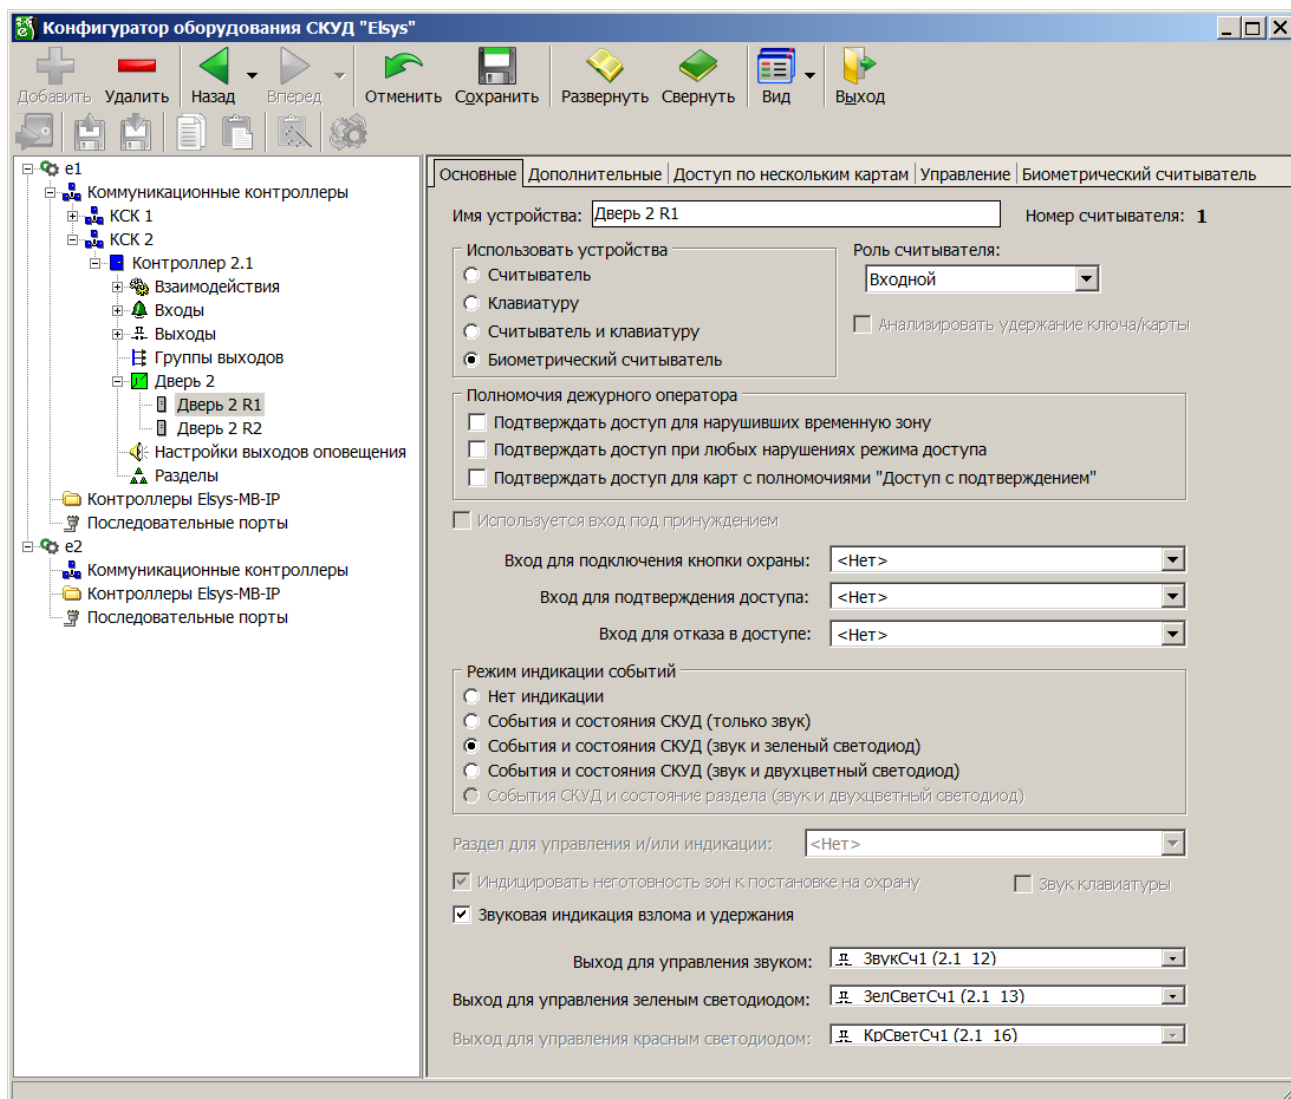 Конфигуратор оборудования СКУД "Elsys"
Добавить Удалить Назад Вперед Отменить Сохранить Развернуть Свернуть Вид Выход
e1
Коммуникационные контроллеры
КСК 1
КСК 2
Контроллер 2.1
Взаимодействия
Входы
Выходы
Группы выходов
Дверь 2
Дверь 2 R1
Дверь 2 R2
Настройки выходов оповещения
Разделы
Контроллеры Elsys-MB-IP
Последовательные порты
e2
Коммуникационные контроллеры
Контроллеры Elsys-MB-IP
Последовательные порты
Основные Дополнительные Доступ по нескольким картам Управление Биометрический считыватель
Имя устройства: Дверь 2 R1 Номер считывателя: 1
Использовать устройства
Считыватель
Клавиатуру
Считыватель и клавиатуру
Биометрический считыватель
Роль считывателя:
Входной
Анализировать удержание ключа/карты
Полномочия дежурного оператора
Подтверждать доступ для нарушивших временную зону
Подтверждать доступ при любых нарушениях режима доступа
Подтверждать доступ для карт с полномочиями "Доступ с подтверждением"
Используется вход под принуждением
Вход для подключения кнопки охраны: <Нет>
Вход для подтверждения доступа: <Нет>
Вход для отказа в доступе: <Нет>
Режим индикации событий
Нет индикации
События и состояния СКУД (только звук)
События и состояния СКУД (звук и зеленый светодиод)
События и состояния СКУД (звук и двухцветный светодиод)
События СКУД и состояние раздела (звук и двухцветный светодиод)
Раздел для управления и/или индикации: <Нет>
Индицировать неготовность зон к постановке на охрану Звук клавиатуры
Звуковая индикация взлома и удержания
Выход для управления звуком: ЗвукСч1 (2.1 12)
Выход для управления зеленым светодиодом: ЗелСветСч1 (2.1 13)
Выход для управления красным светодиодом: КрСветСч1 (2.1 16)